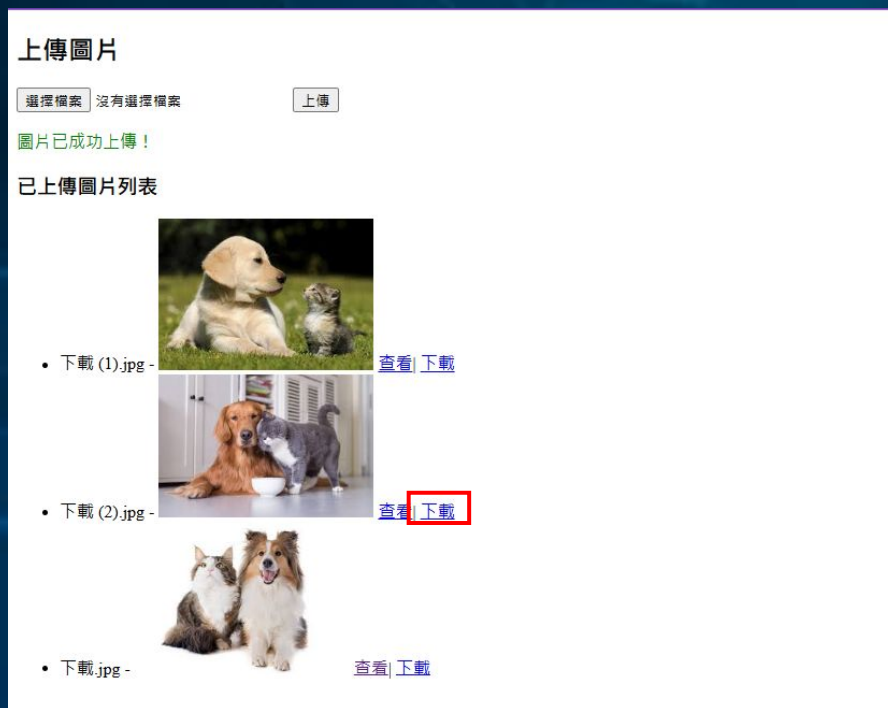 上傳圖片
選擇檔案 沒有選擇檔案 上傳
圖片已成功上傳！
已上傳圖片列表
下載 (1).jpg - 查看| 下載
下載 (2).jpg - 查看| 下載
下載.jpg - 查看| 下載